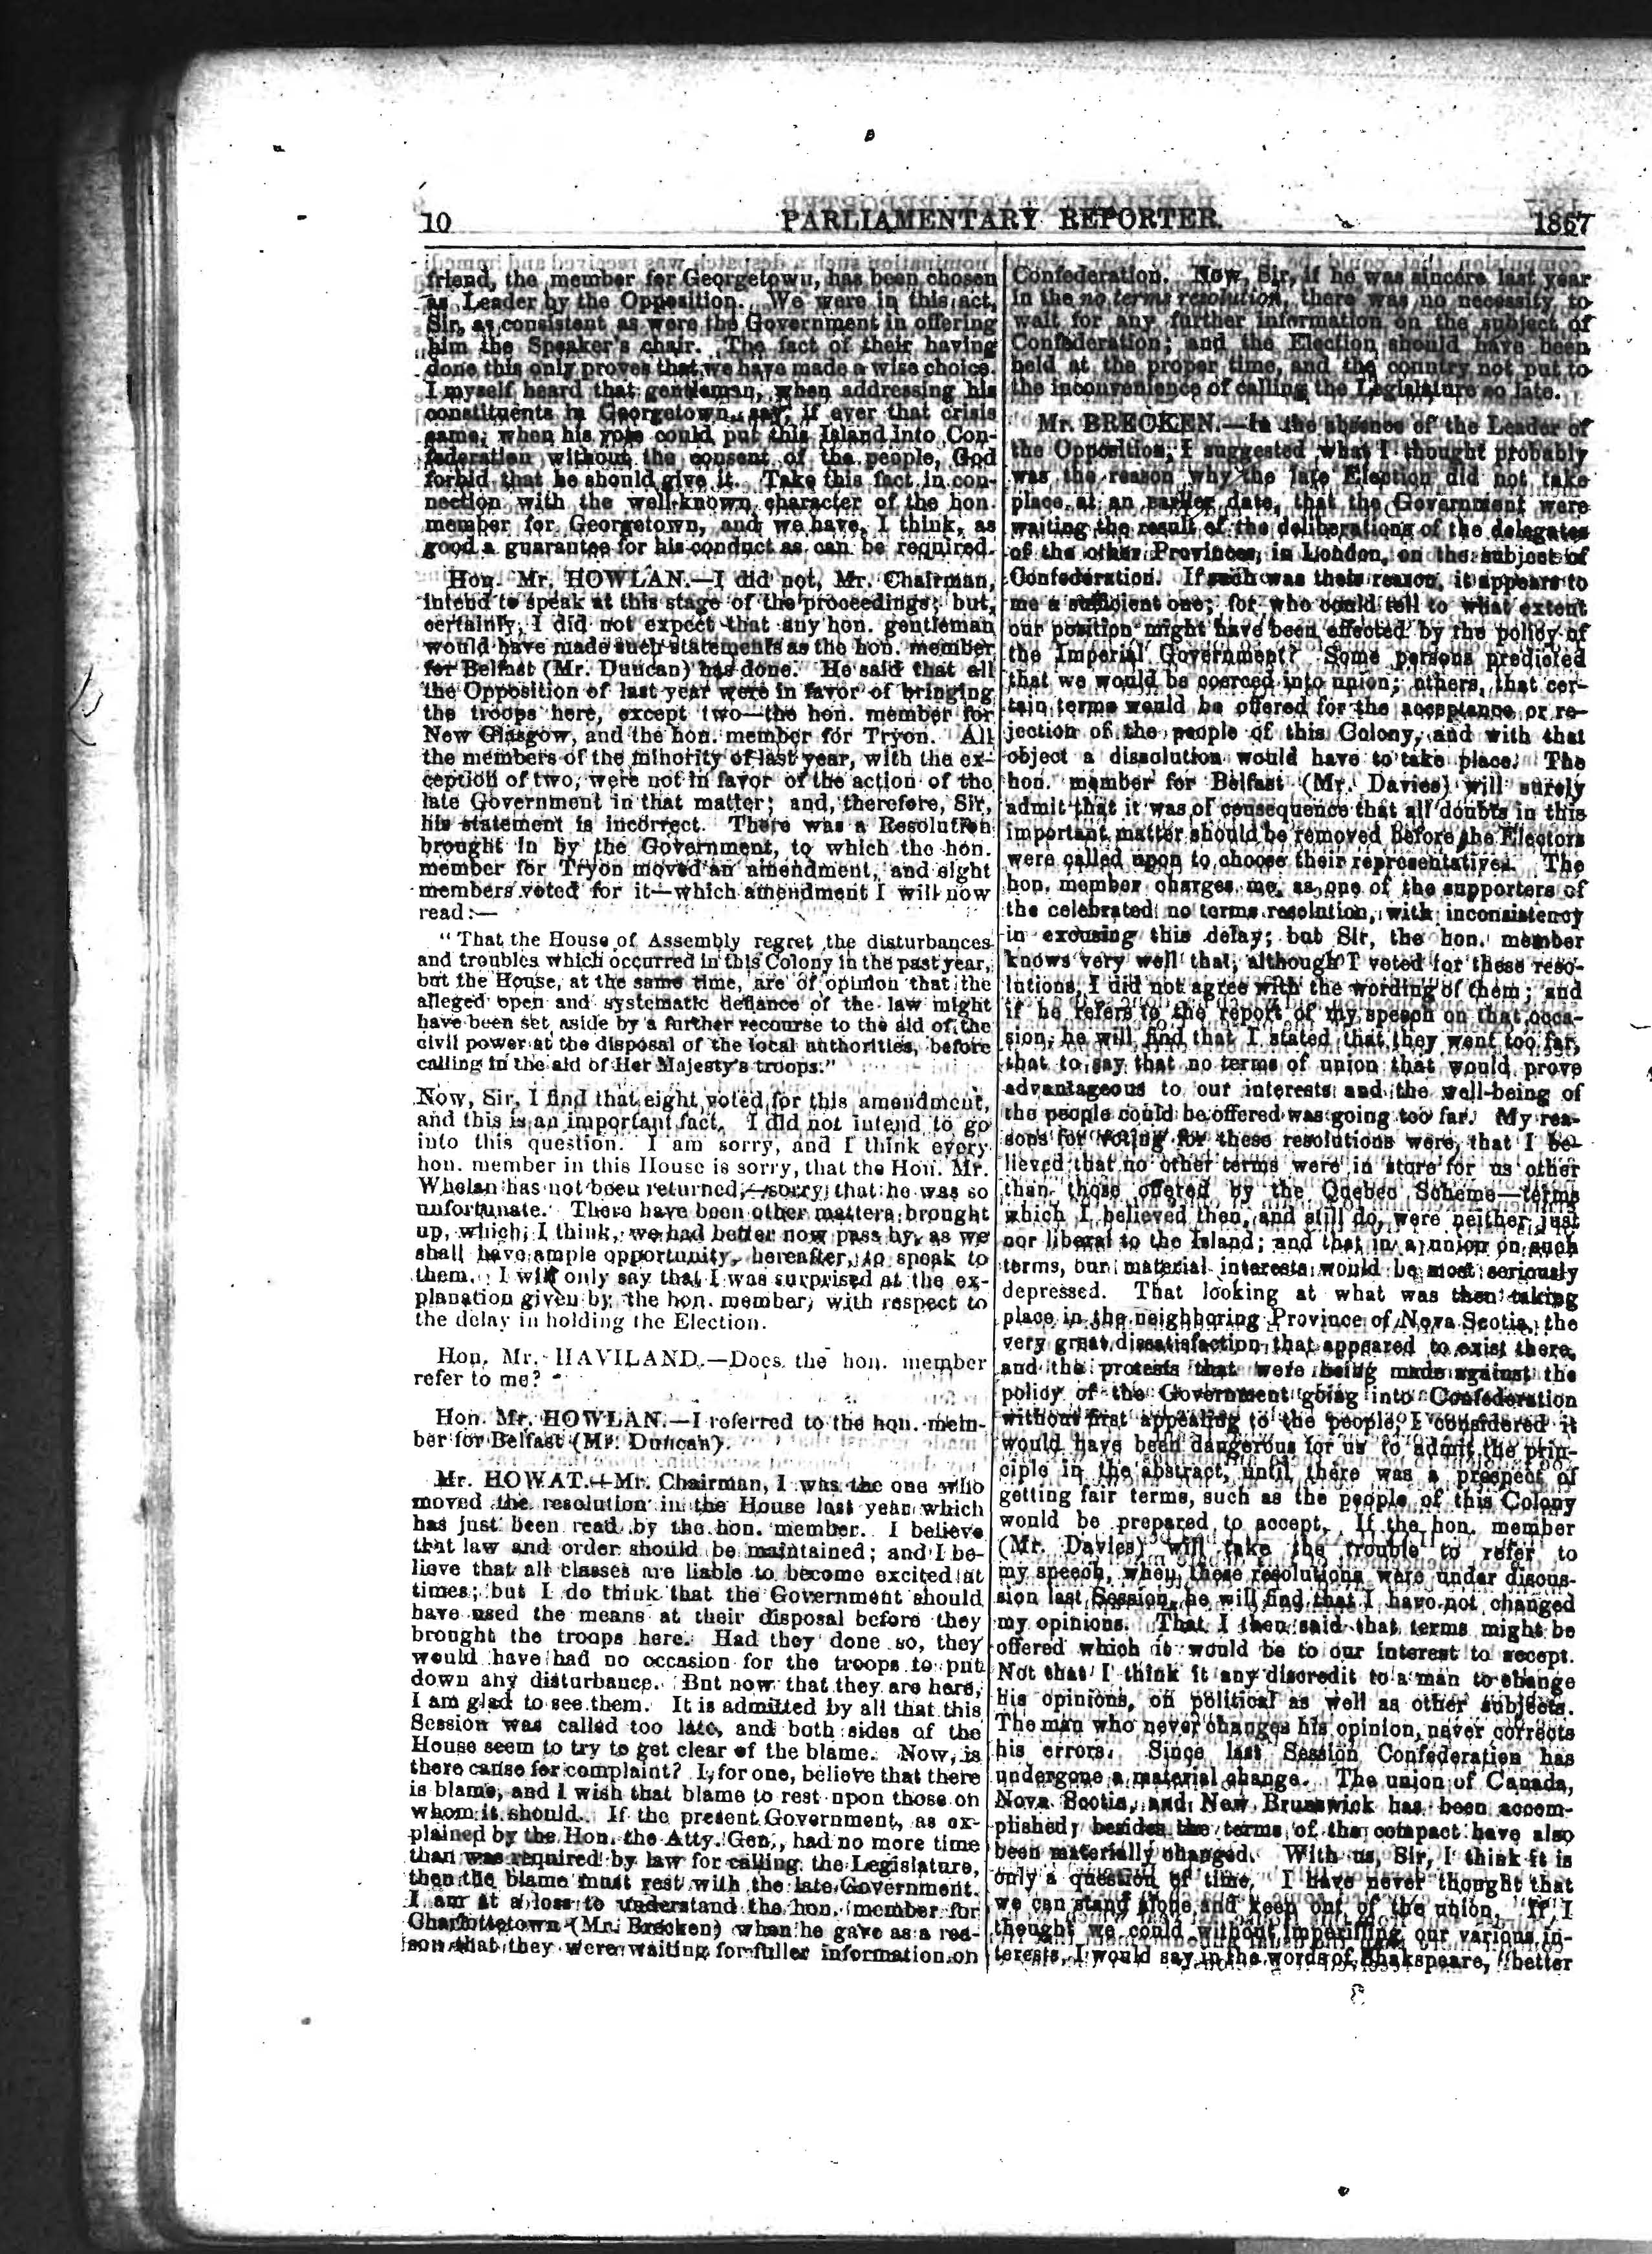 10
PARLIAMENTARY REPORTER.
1867
friend, the member for Georgetown, has been chosen
as Leader by the Opposition. We were in this act,
Sir, as consistent as were the Government in offering
him the Speaker's chair. The fact of their having
done this only proves that we have made a wise choice.
I myself heard that gentleman, when addressing his
constituents in Georgetown, say, if ever that crisis
came, when his vote could put this Island into Con-
federation without the consent of the people, God
forbid that he should give it. Take this fact in con-
nection with the well-known character of the hon.
member for Georgetown, and we have, I think, as
good a guarantee for his conduct as can be required.
Hon. Mr. HOWLAN.—I did not, Mr. Chairman,
intend to speak at this stage of the proceedings; but,
certainly, I did not expect that any hon. gentleman
would have made such statements as the hon. member
for Belfast (Mr. Duncan) has done. He said that all
the Opposition of last year were in favor of bringing
the troops here, except two—the hon. member for
New Glasgow, and the hon. member for Tryon. All
the members of the minority of last year, with the ex-
ception of two, were not in favor of the action of the
late Government in that matter; and, therefore, Sir,
his statement is incorrect. There was a Resolution
brought in by the Government, to which the hon.
member for Tryon moved an amendment, and eight
members voted for it—which amendment I will now
read:—
"That the House of Assembly regret the disturbances
and troubles which occurred in this Colony in the past year,
but the House, at the same time, are of opinion that the
alleged open and systematic defiance of the law might
have been set aside by a further recourse to the aid of the
civil power at the disposal of the local authorities, before
calling in the aid of Her Majesty's troops."
Now, Sir, I find that eight voted for this amendment,
and this is an important fact. I did not intend to go
into this question. I am sorry, and I think every
hon. member in this House is sorry, that the Hon. Mr.
Whelan has not been returned,—sorry that he was so
unfortunate. There have been other matters brought
up, which, I think, we had better now pass by, as we
shall have ample opportunity, hereafter, to speak to
them. I will only say that I was surprised at the ex-
planation given by the hon. member, with respect to
the delay in holding the Election.
Hon. Mr. HAVILAND.—Does the hon. member
refer to me?
Hon. Mr. HOWLAN.—I referred to the hon. mem-
ber for Belfast (Mr. Duncan).
Mr. HOWAT.—Mr. Chairman, I was the one who
moved the resolution in the House last year which
has just been read by the hon. member. I believe
that law and order should be maintained; and I be-
lieve that all classes are liable to become excited at
times; but I do think that the Government should
have used the means at their disposal before they
brought the troops here. Had they done so, they
would have had no occasion for the troops to put
down any disturbance. But now that they are here,
I am glad to see them. It is admitted by all that this
Session was called too late, and both sides of the
House seem to try to get clear of the blame. Now, is
there cause for complaint? I, for one, believe that there
is blame, and I wish that blame to rest upon those on
whom it should. If the present Government, as ex-
plained by the Hon. the Atty. Gen., had no more time
than was required by law for calling the Legislature,
then the blame must rest with the late Government.
I am at a loss to understand the hon. member for
Charlottetown (Mr. Brecken) when he gave as a rea-
son that they were waiting for fuller information on
Confederation. Now, Sir, if he was sincere last year
in the no terms resolution, there was no necessity to
wait for any further information on the subject of
Confederation; and the Election should have been
held at the proper time, and the country not put to
the inconvenience of calling the Legislature so late.
Mr. BRECKEN.—In the absence of the Leader of
the Opposition, I suggested what I thought probably
was the reason why the late Election did not take
place at an earlier date, that the Government were
waiting the result of the deliberations of the delegates
of the other Provinces, in London, on the subject of
Confederation. If such was their reason, it appears to
me a sufficient one; for who could tell to what extent
our position might have been effected by the policy of
the Imperial Government? Some persons predicted
that we would be coerced into union; others, that cer-
tain terms would be offered for the acceptance or re-
jection of the people of this Colony, and with that
object a dissolution would have to take place. The
hon. member for Belfast (Mr. Davies) will surely
admit that it was of consequence that all doubts in this
important matter should be removed before the Electors
were called upon to choose their representatives. The
hon. member charges me, as one of the supporters of
the celebrated no terms resolution, with inconsistency
in excusing this delay; but Sir, the hon. member
knows very well that, although I voted for these reso-
lutions, I did not agree with the wording of them; and
if he refers to the report of my speech on that occa-
sion, he will find that I stated that they went too far,
that to say that no terms of union that would prove
advantageous to our interests and the well-being of
the people could be offered was going too far. My rea-
sons for voting for these resolutions were, that I be-
lieved that no other terms were in store for us other
than those offered by the Quebec Scheme—terms
which I believed then, and still do, were neither just
nor liberal to the Island; and that in a union on such
terms, our material interests would be most seriously
depressed. That looking at what was then taking
place in the neighboring Province of Nova Scotia, the
very great dissatisfaction that appeared to exist there,
and the protests that were being made against the
policy of the Government going into Confederation
without first appealing to the people, I considered it
would have been dangerous for us to admit the prin-
ciple in the abstract, until there was a prospect of
getting fair terms, such as the people of this Colony
would be prepared to accept. If the hon. member
(Mr. Davies) will take the trouble to refer to
my speech, when these resolutions were under discus-
sion last Session, he will find that I have not changed
my opinions. That I then said that terms might be
offered which it would be to our interest to accept.
Not that I think it any discredit to a man to change
his opinions, on political as well as other subjects.
The man who never changes his opinion, never corrects
his errors. Since last Session Confederation has
undergone a material change. The union of Canada,
Nova Scotia, and New Brunswick has been accom-
plished; besides the terms of the compact have also
been materially changed. With us, Sir, I think it is
only a question of time. I have never thought that
we can stand alone and keep out of the union. If I
thought we could without imperilling our various in-
terests, I would say in the words of Shakspeare, "better